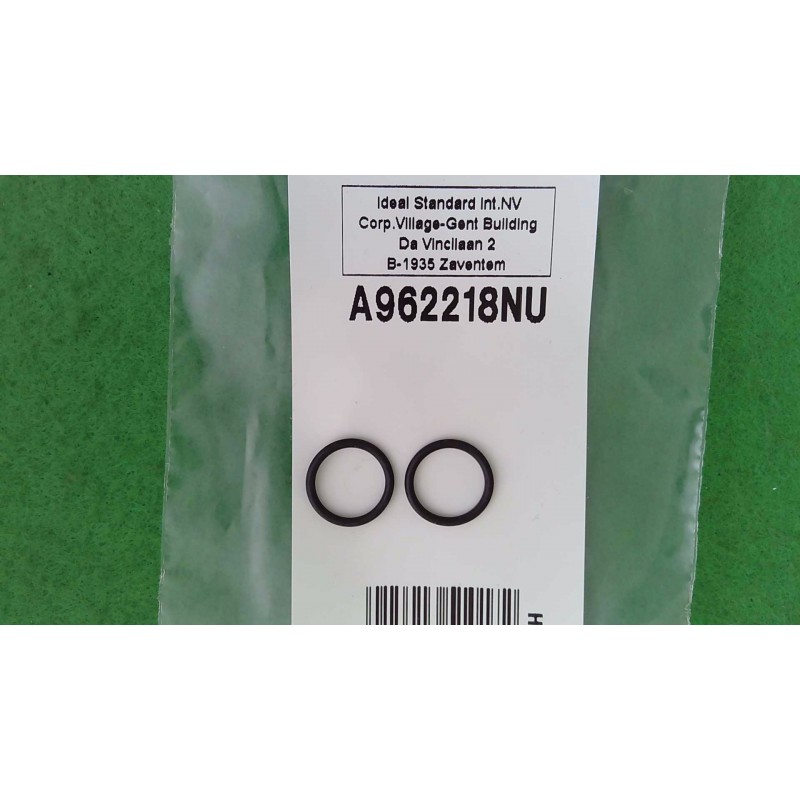 Ideal Standard Int.NV
Corp.Village-Gent Building
Da Vincilaan 2
B-1935 Zaventem
A962218NU
H